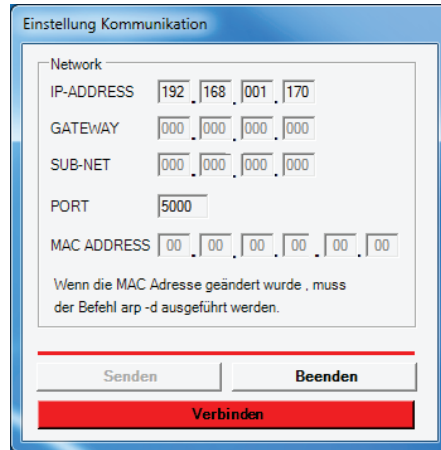 Einstellung Kommunikation
Network
IP-ADDRESS 192 . 168 . 001 . 170
GATEWAY 000 . 000 . 000 . 000
SUB-NET 000 . 000 . 000 . 000
PORT 5000
MAC ADDRESS 00 . 00 . 00 . 00 . 00 . 00
Wenn die MAC Adresse geändert wurde , muss
der Befehl arp -d ausgeführt werden.
Senden Beenden
Verbinden